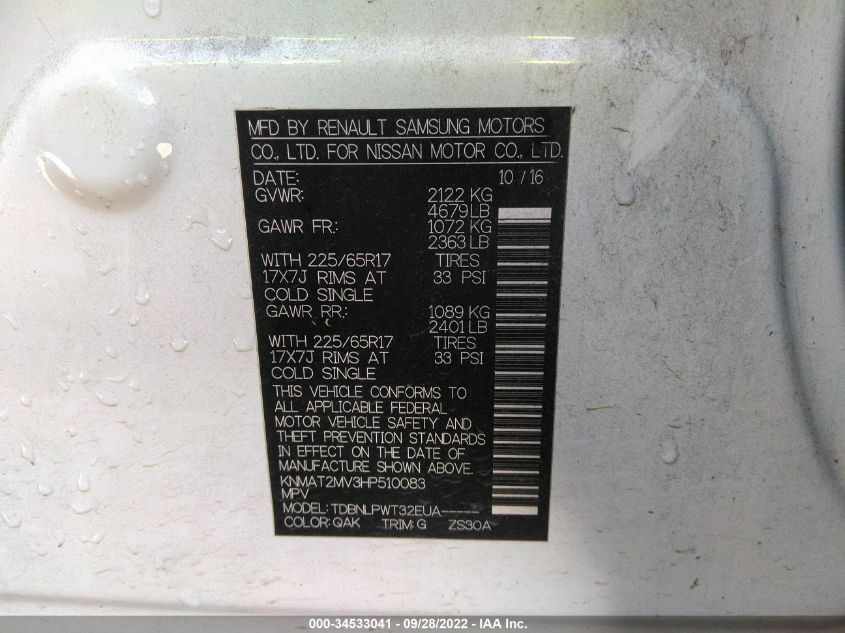 MFD BY RENAULT SAMSUNG MOTORS
CO., LTD. FOR NISSAN MOTOR CO., LTD.
DATE: 10 / 16
GVWR: 2122 KG
4679 LB
GAWR FR: 1072 KG
2363 LB
WITH 225/65R17 TIRES
17X7J RIMS AT 33 PSI
COLD SINGLE
GAWR RR.: 1089 KG
2401 LB
WITH 225/65R17 TIRES
17X7J RIMS AT 33 PSI
COLD SINGLE
THIS VEHICLE CONFORMS TO
ALL APPLICABLE FEDERAL
MOTOR VEHICLE SAFETY AND
THEFT PREVENTION STANDARDS
IN EFFECT ON THE DATE OF
MANUFACTURE SHOWN ABOVE.
KNMAT2MV3HP510083
MPV
MODEL: TDBNLPWT32EUA-----
COLOR: QAK TRIM: G ZS30A
000-34533041 - 09/28/2022 - IAA Inc.